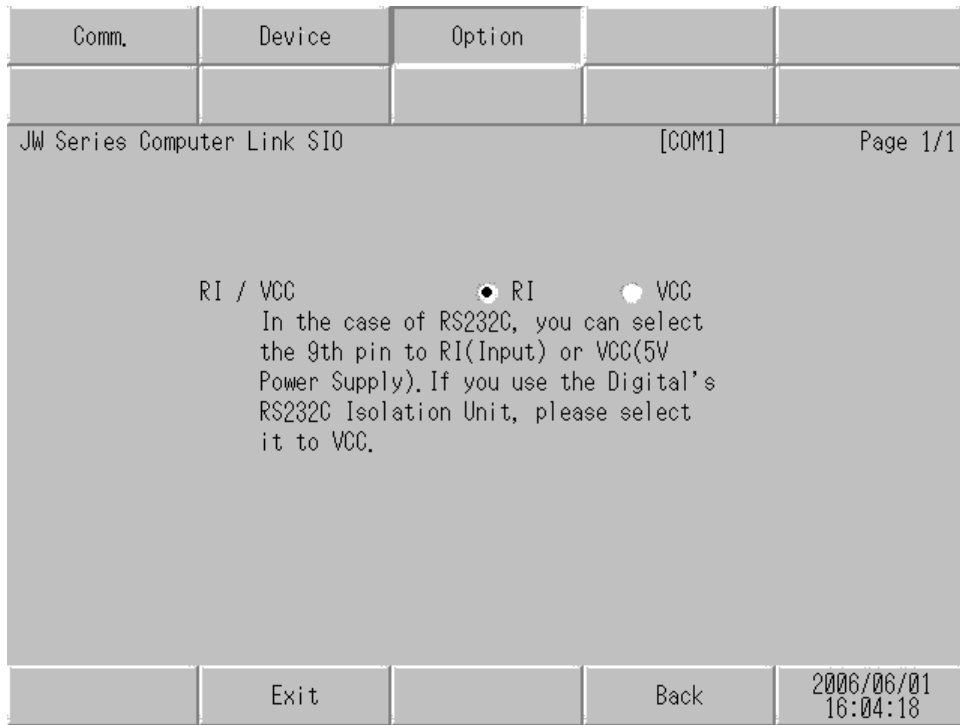 Comm. Device Option
JW Series Computer Link SIO [COM1] Page 1/1
RI / VCC RI VCC
In the case of RS232C, you can select
the 9th pin to RI(Input) or VCC(5V
Power Supply).If you use the Digital's
RS232C Isolation Unit, please select
it to VCC.
Exit Back 2006/06/01
16:04:18